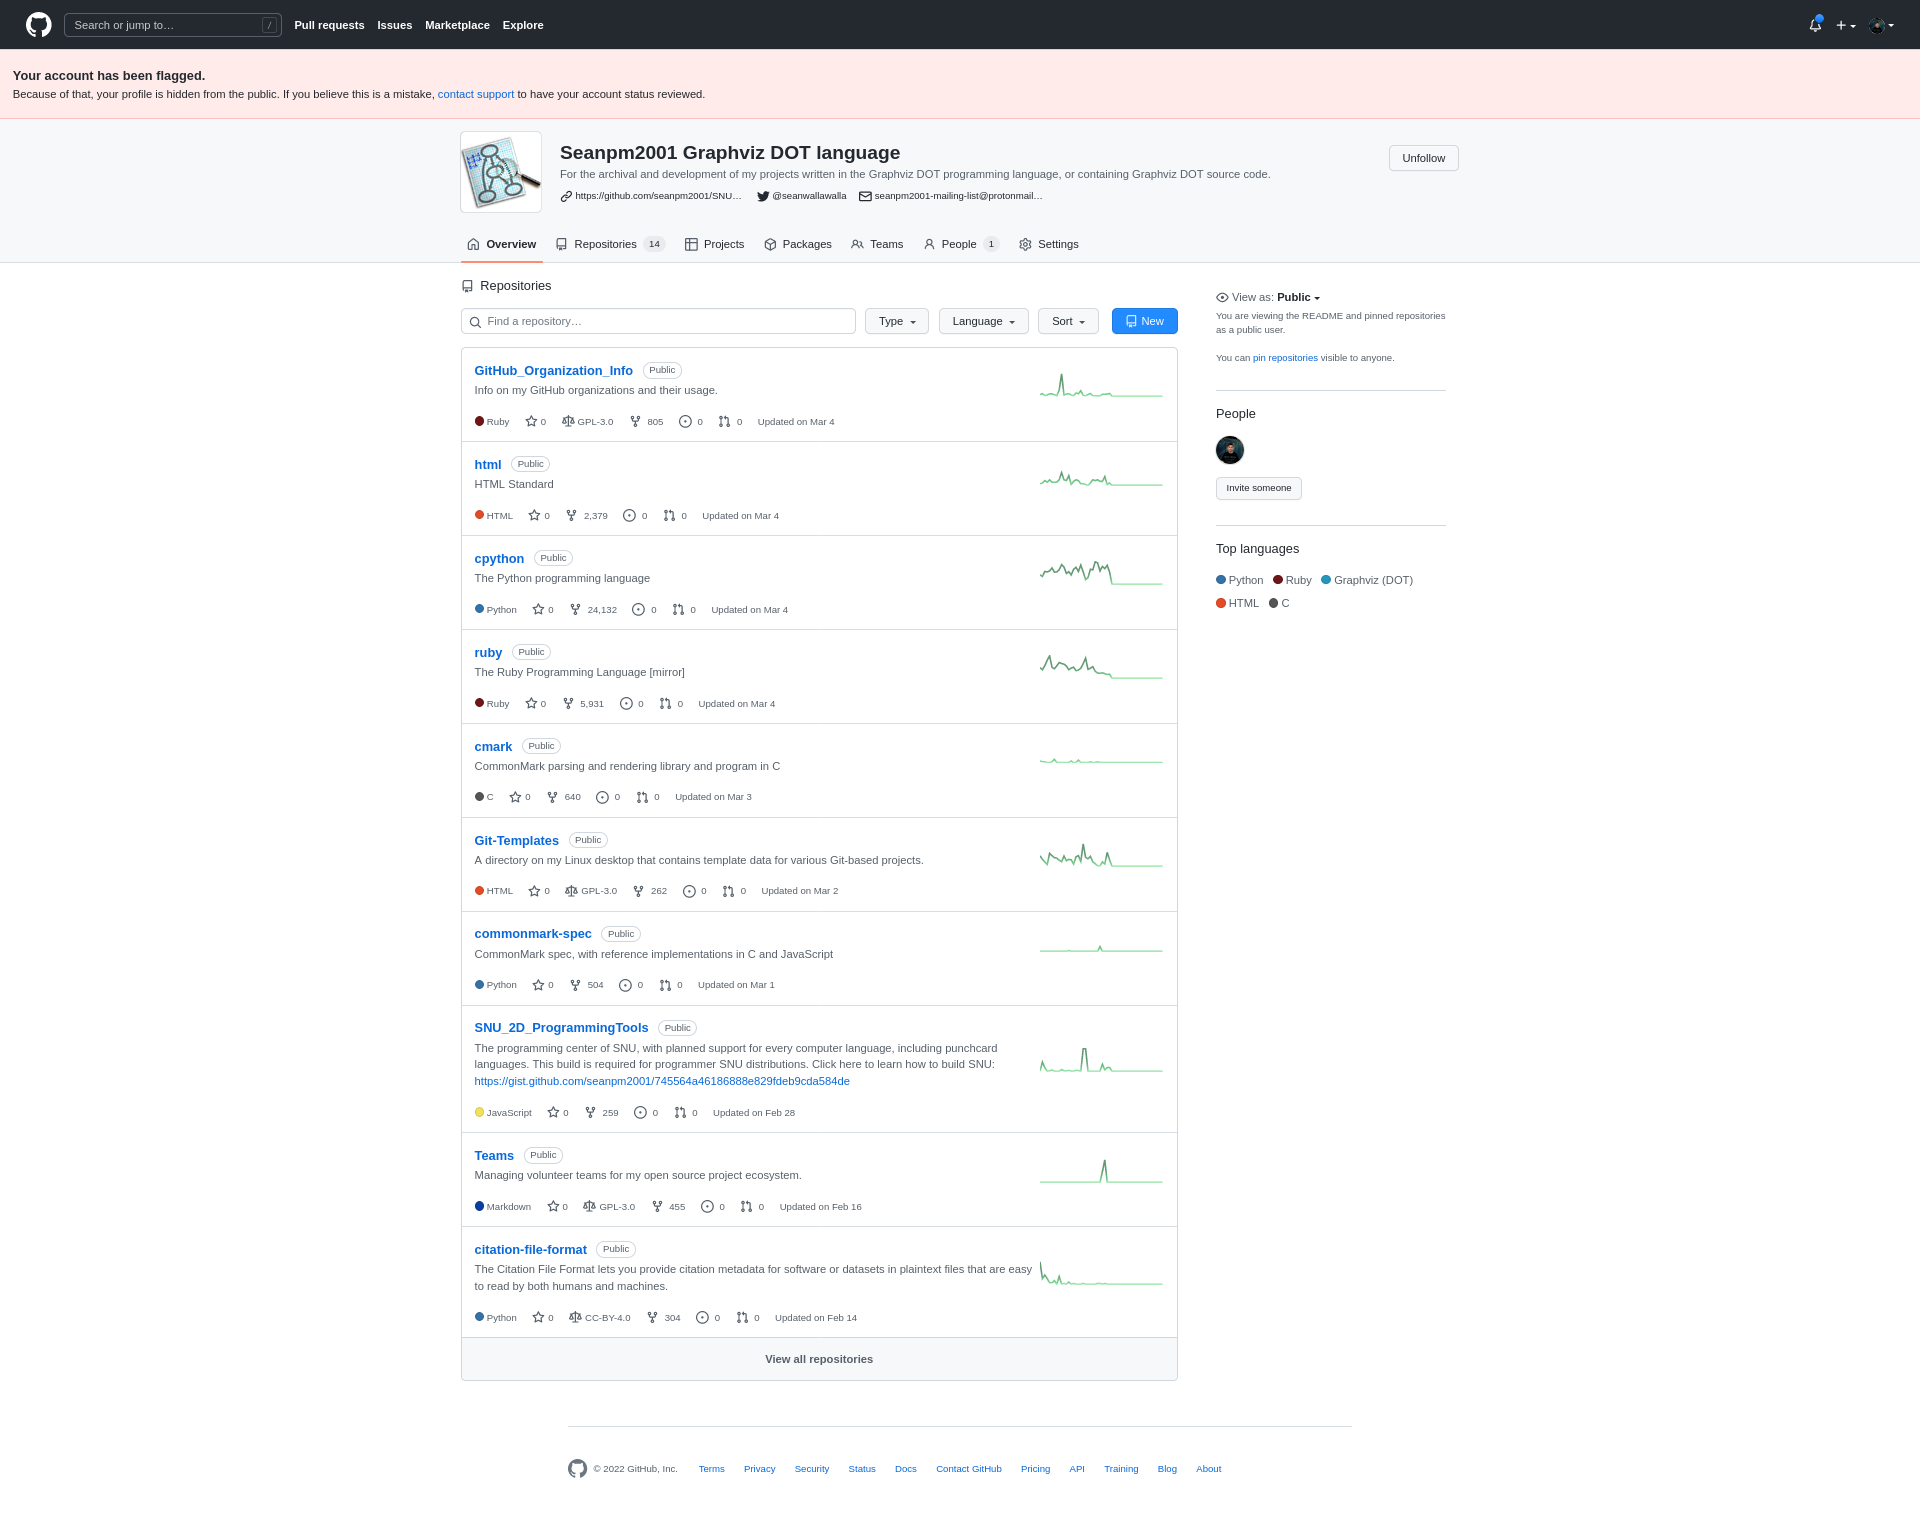 Search or jump to…
/
Pull requests Issues Marketplace Explore
Your account has been flagged.
Because of that, your profile is hidden from the public. If you believe this is a mistake, contact support to have your account status reviewed.
Seanpm2001 Graphviz DOT language
For the archival and development of my projects written in the Graphviz DOT programming language, or containing Graphviz DOT source code.
https://github.com/seanpm2001/SNU… @seanwallawalla seanpm2001-mailing-list@protonmail…
Unfollow
Overview Repositories 14 Projects Packages Teams People 1 Settings
Repositories
Find a repository… Type Language Sort New
GitHub_Organization_Info Public
Info on my GitHub organizations and their usage.
Ruby 0 GPL-3.0 805 0 0 Updated on Mar 4
html Public
HTML Standard
HTML 0 2,379 0 0 Updated on Mar 4
cpython Public
The Python programming language
Python 0 24,132 0 0 Updated on Mar 4
ruby Public
The Ruby Programming Language [mirror]
Ruby 0 5,931 0 0 Updated on Mar 4
cmark Public
CommonMark parsing and rendering library and program in C
C 0 640 0 0 Updated on Mar 3
Git-Templates Public
A directory on my Linux desktop that contains template data for various Git-based projects.
HTML 0 GPL-3.0 262 0 0 Updated on Mar 2
commonmark-spec Public
CommonMark spec, with reference implementations in C and JavaScript
Python 0 504 0 0 Updated on Mar 1
SNU_2D_ProgrammingTools Public
The programming center of SNU, with planned support for every computer language, including punchcard
languages. This build is required for programmer SNU distributions. Click here to learn how to build SNU:
https://gist.github.com/seanpm2001/745564a46186888e829fdeb9cda584de
JavaScript 0 259 0 0 Updated on Feb 28
Teams Public
Managing volunteer teams for my open source project ecosystem.
Markdown 0 GPL-3.0 455 0 0 Updated on Feb 16
citation-file-format Public
The Citation File Format lets you provide citation metadata for software or datasets in plaintext files that are easy
to read by both humans and machines.
Python 0 CC-BY-4.0 304 0 0 Updated on Feb 14
View all repositories
View as: Public
You are viewing the README and pinned repositories
as a public user.
You can pin repositories visible to anyone.
People
Invite someone
Top languages
Python Ruby Graphviz (DOT)
HTML C
© 2022 GitHub, Inc. Terms Privacy Security Status Docs Contact GitHub Pricing API Training Blog About